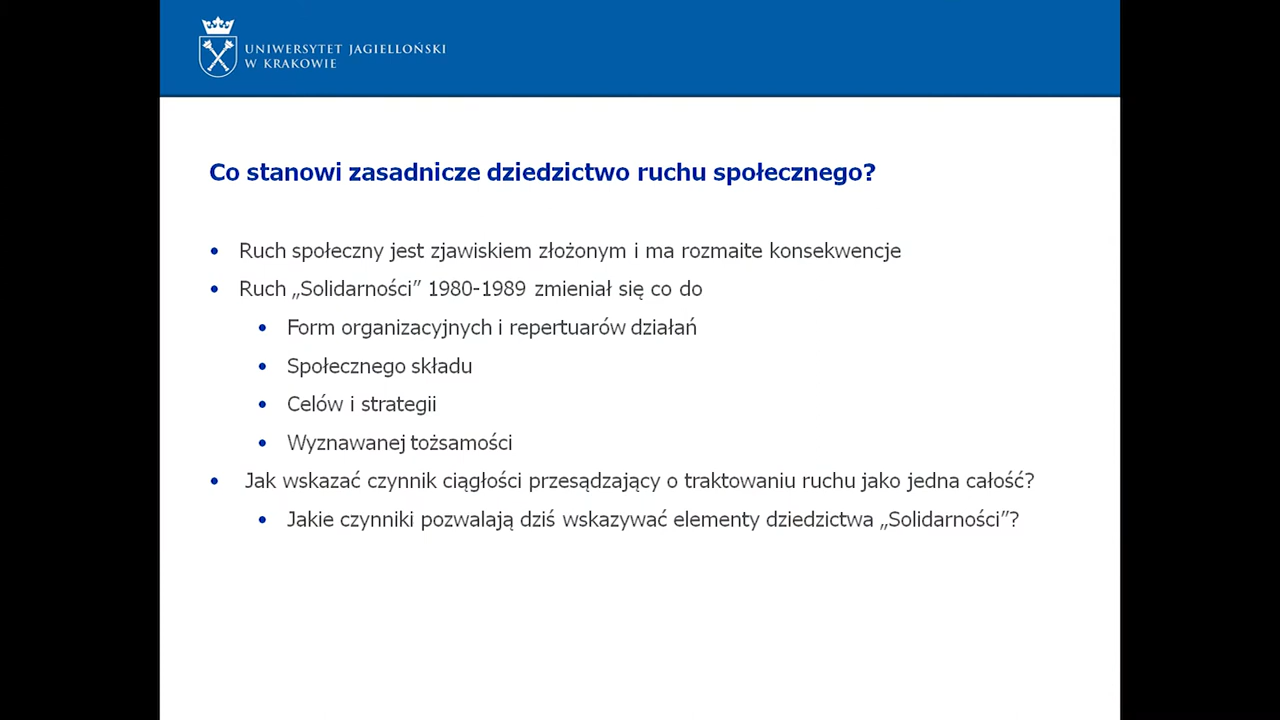 UNIWERSYTET JAGIELLOŃSKI
W KRAKOWIE
Co stanowi zasadnicze dziedzictwo ruchu społecznego?
• Ruch społeczny jest zjawiskiem złożonym i ma rozmaite konsekwencje
• Ruch „Solidarności” 1980-1989 zmieniał się co do
• Form organizacyjnych i repertuarów działań
• Społecznego składu
• Celów i strategii
• Wyznawanej tożsamości
• Jak wskazać czynnik ciągłości przesądzający o traktowaniu ruchu jako jedna całość?
• Jakie czynniki pozwalają dziś wskazywać elementy dziedzictwa „Solidarności”?